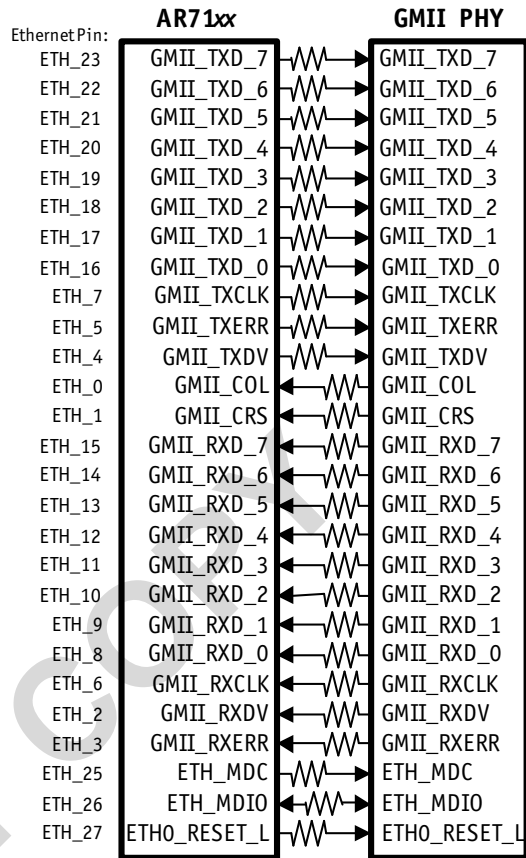 AR71xx GMII PHY
Ethernet Pin:
ETH_23 GMII_TXD_7 GMII_TXD_7
ETH_22 GMII_TXD_6 GMII_TXD_6
ETH_21 GMII_TXD_5 GMII_TXD_5
ETH_20 GMII_TXD_4 GMII_TXD_4
ETH_19 GMII_TXD_3 GMII_TXD_3
ETH_18 GMII_TXD_2 GMII_TXD_2
ETH_17 GMII_TXD_1 GMII_TXD_1
ETH_16 GMII_TXD_0 GMII_TXD_0
ETH_7 GMII_TXCLK GMII_TXCLK
ETH_5 GMII_TXERR GMII_TXERR
ETH_4 GMII_TXDV GMII_TXDV
ETH_0 GMII_COL GMII_COL
ETH_1 GMII_CRS GMII_CRS
ETH_15 GMII_RXD_7 GMII_RXD_7
ETH_14 GMII_RXD_6 GMII_RXD_6
ETH_13 GMII_RXD_5 GMII_RXD_5
ETH_12 GMII_RXD_4 GMII_RXD_4
ETH_11 GMII_RXD_3 GMII_RXD_3
ETH_10 GMII_RXD_2 GMII_RXD_2
ETH_9 GMII_RXD_1 GMII_RXD_1
ETH_8 GMII_RXD_0 GMII_RXD_0
ETH_6 GMII_RXCLK GMII_RXCLK
ETH_2 GMII_RXDV GMII_RXDV
ETH_3 GMII_RXERR GMII_RXERR
ETH_25 ETH_MDC ETH_MDC
ETH_26 ETH_MDIO ETH_MDIO
ETH_27 ETH0_RESET_L ETH0_RESET_L
COPY